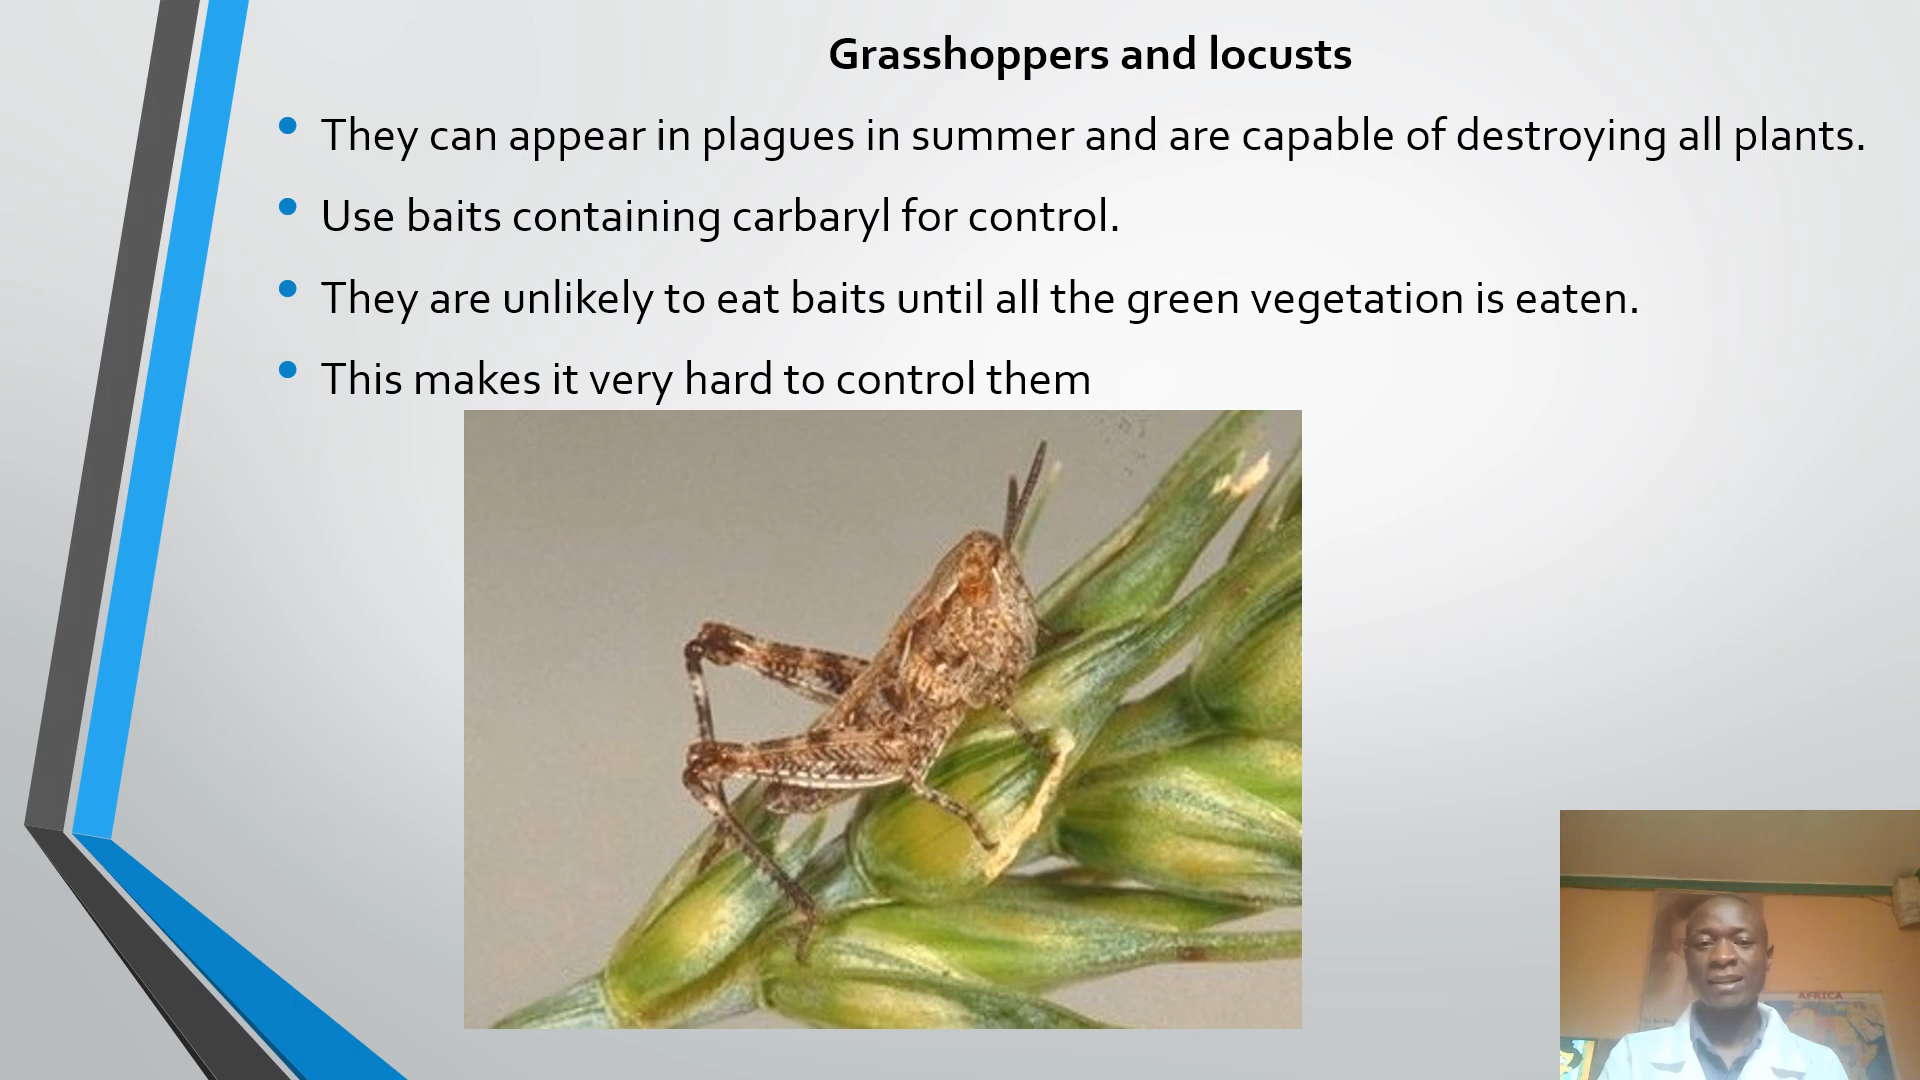 Grasshoppers and locusts
• They can appear in plagues in summer and are capable of destroying all plants.
• Use baits containing carbaryl for control.
• They are unlikely to eat baits until all the green vegetation is eaten.
• This makes it very hard to control them
AFRICA